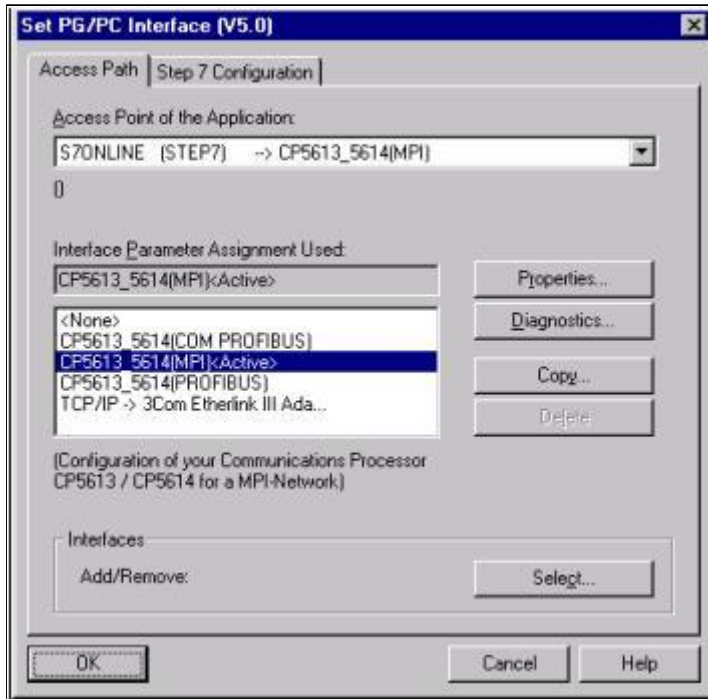 Set PG/PC Interface (V5.0)
Access Path
Step 7 Configuration
Access Point of the Application:
S7ONLINE (STEP7) --> CP5613_5614(MPI)
()
Interface Parameter Assignment Used:
CP5613_5614(MPI)<Active>
Properties...
<None>
CP5613_5614(COM PROFIBUS)
CP5613_5614(MPI)<Active>
CP5613_5614(PROFIBUS)
TCP/IP -> 3Com Etherlink III Ada...
Diagnostics...
Copy...
Delete
(Configuration of your Communications Processor
CP5613 / CP5614 for a MPI-Network)
Interfaces
Add/Remove:
Select...
OK
Cancel
Help